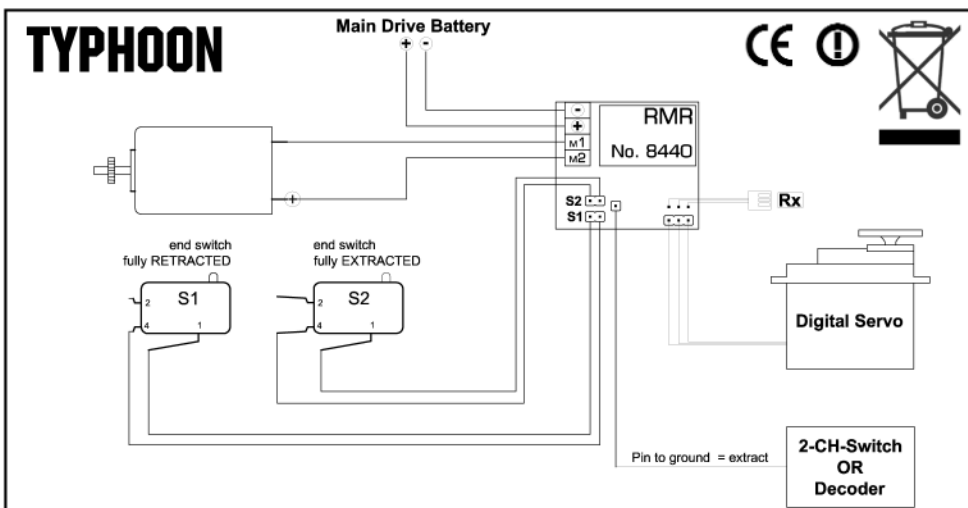 TYPHOON
Main Drive Battery
+ -
CE
-
+
M1
M2
RMR
No. 8440
+
S2
S1
Rx
end switch
fully RETRACTED
end switch
fully EXTRACTED
S1
2
4
1
S2
2
4
1
Digital Servo
Pin to ground = extract
2-CH-Switch
OR
Decoder